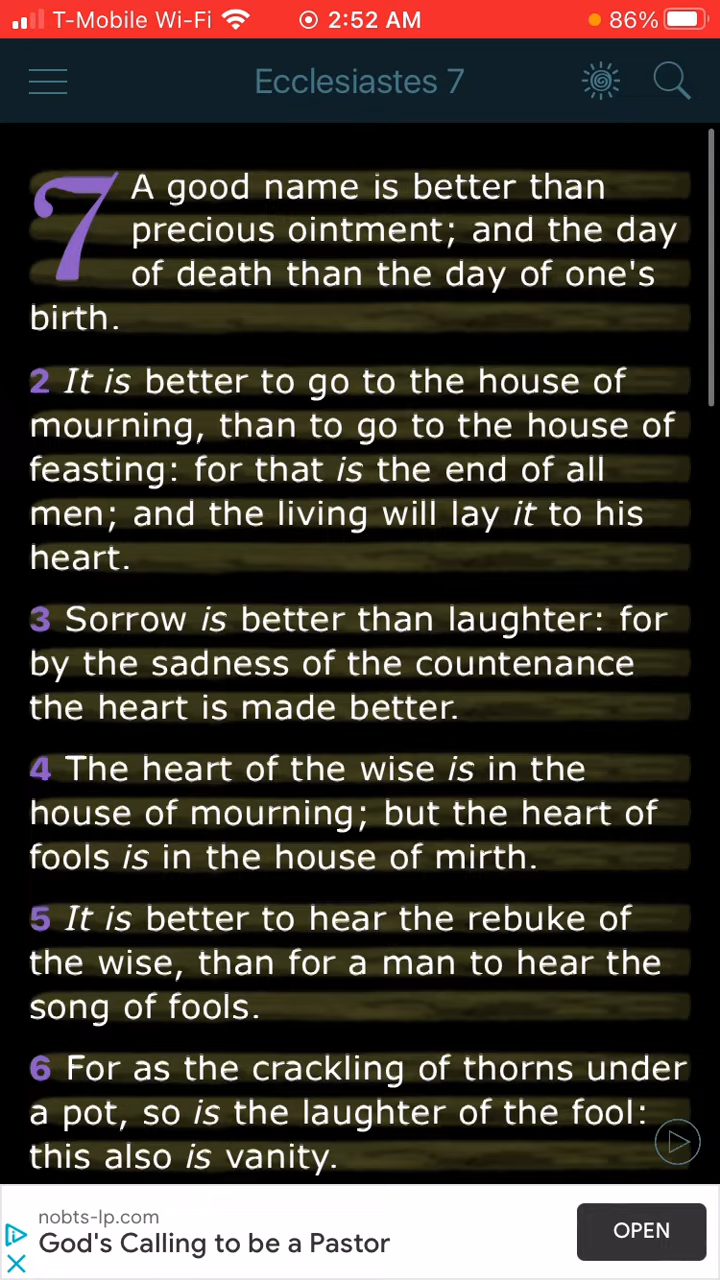 T-Mobile Wi-Fi 2:52 AM 86%
Ecclesiastes 7
7 A good name is better than
precious ointment; and the day
of death than the day of one's
birth.
2 It is better to go to the house of
mourning, than to go to the house of
feasting: for that is the end of all
men; and the living will lay it to his
heart.
3 Sorrow is better than laughter: for
by the sadness of the countenance
the heart is made better.
4 The heart of the wise is in the
house of mourning; but the heart of
fools is in the house of mirth.
5 It is better to hear the rebuke of
the wise, than for a man to hear the
song of fools.
6 For as the crackling of thorns under
a pot, so is the laughter of the fool:
this also is vanity.
nobts-lp.com
God's Calling to be a Pastor
OPEN